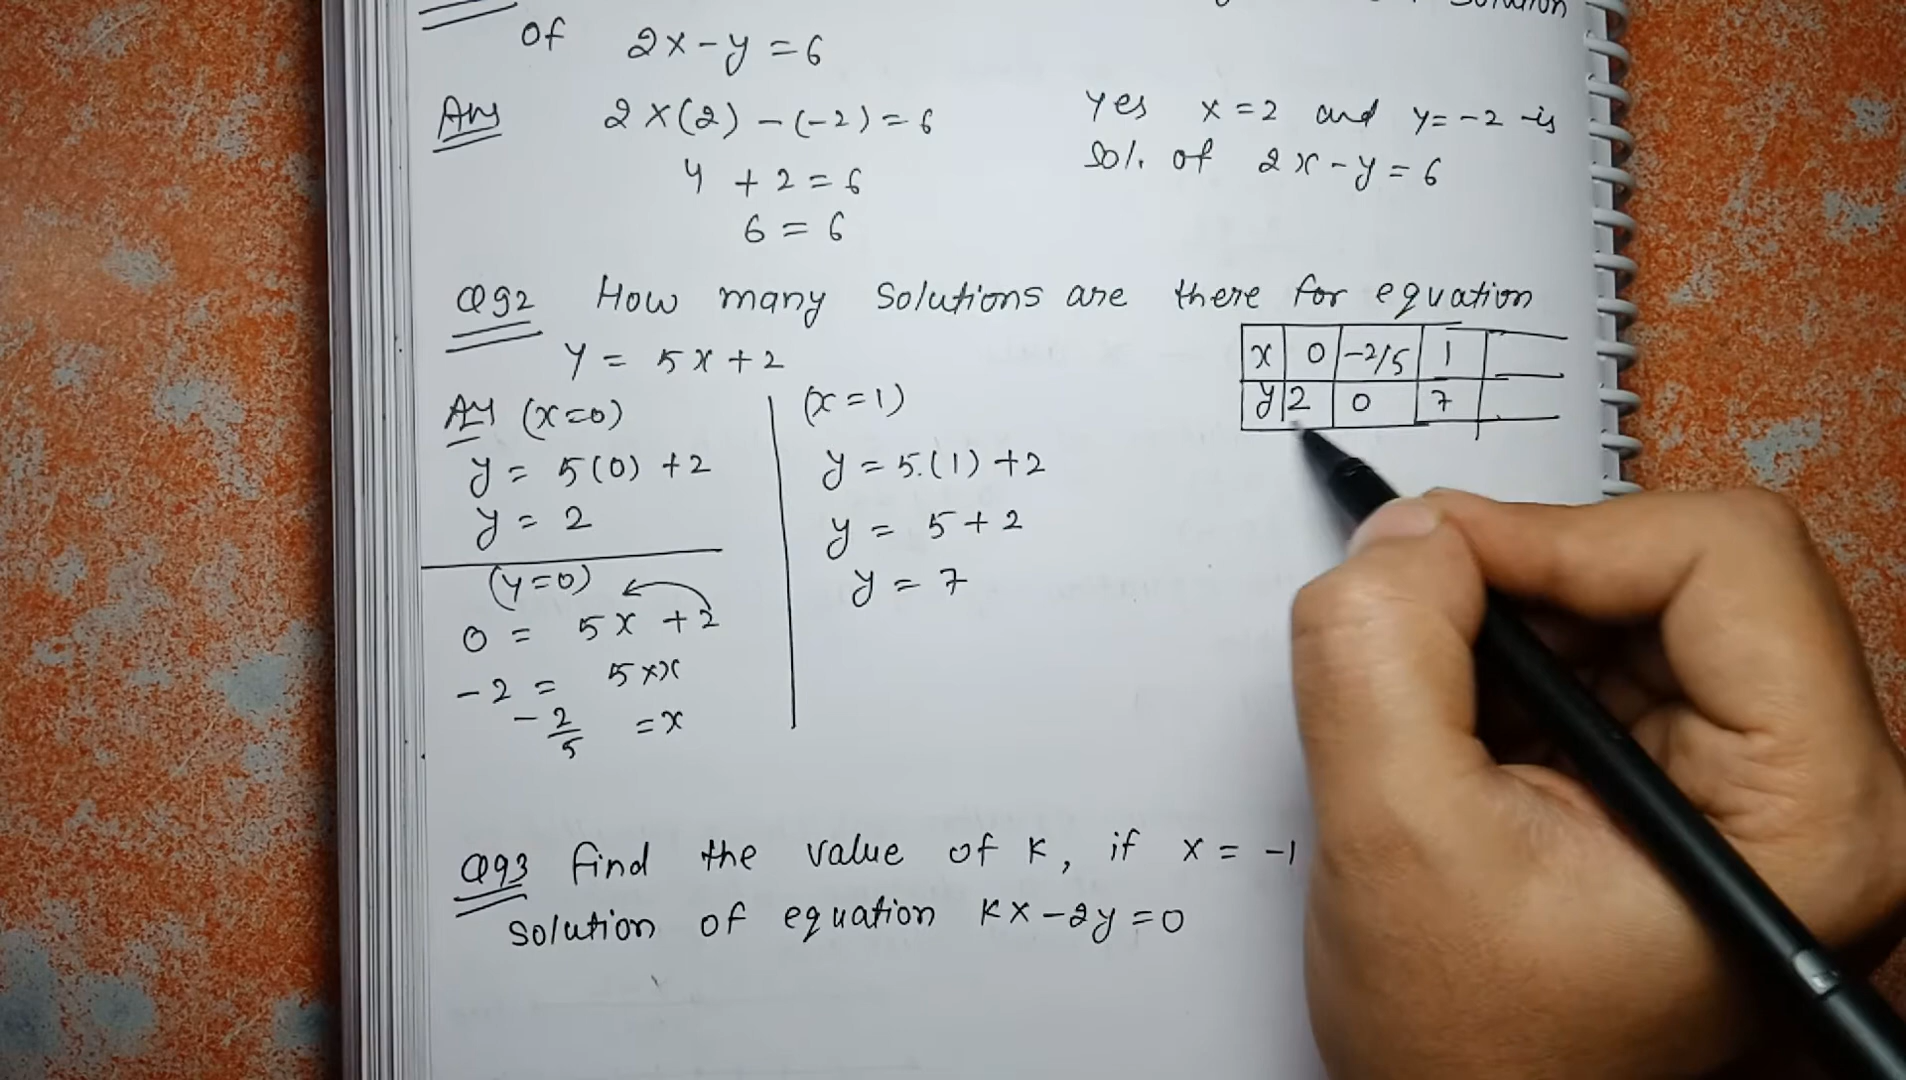 solution
of 2x-y=6
Ans 2×(2)-(-2)=6
4+2=6
6=6
Yes x=2 and y=-2 is
sol. of 2x-y=6
Q92 How many solutions are there for equation
y = 5x+2
x 0 -2/5 1
y 2 0 7
Ans (x=0)
y = 5(0)+2
y = 2
(y=0)
0 = 5x+2
-2 = 5×x
-2/5 = x
(x=1)
y = 5.(1)+2
y = 5+2
y = 7
Q93 find the value of K, if x = -1
solution of equation Kx-2y=0